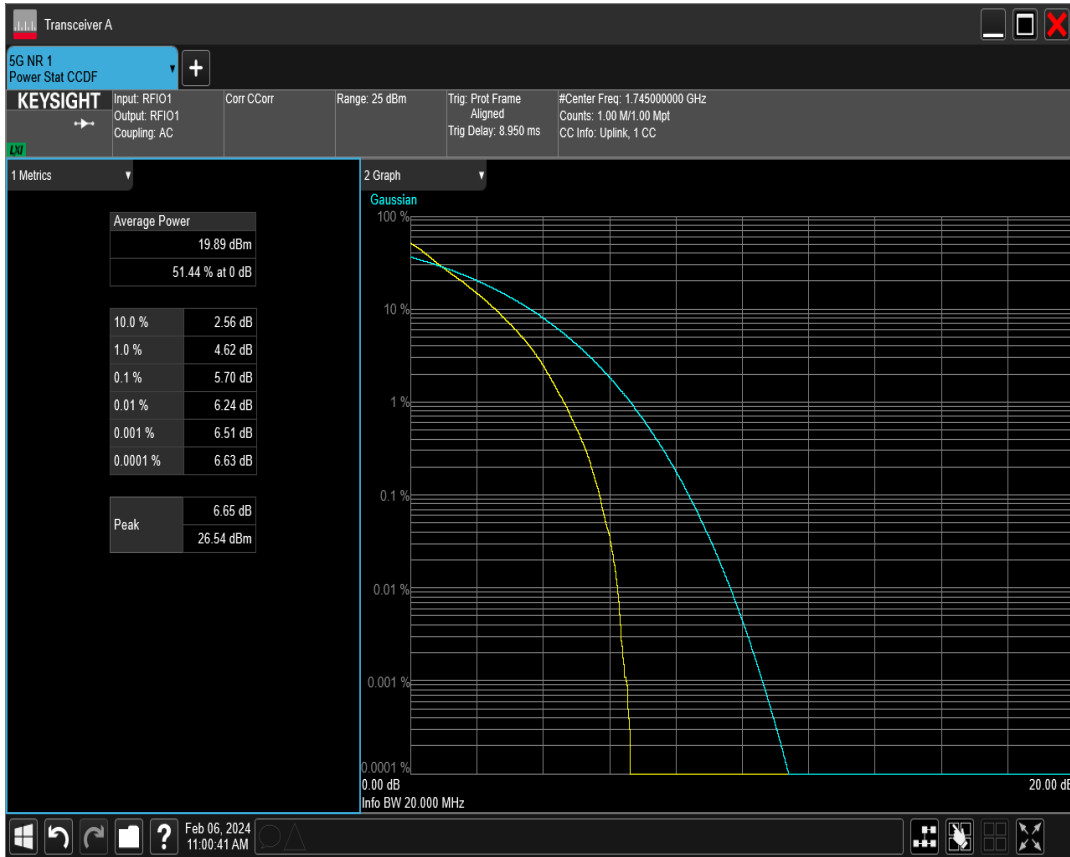 Transceiver A
5G NR 1
Power Stat CCDF
KEYSIGHT
LXI
Input: RFIO1
Output: RFIO1
Coupling: AC
Corr CCorr
Range: 25 dBm
Trig: Prot Frame
Aligned
Trig Delay: 8.950 ms
#Center Freq: 1.745000000 GHz
Counts: 1.00 M/1.00 Mpt
CC Info: Uplink, 1 CC
1 Metrics
Average Power
19.89 dBm
51.44 % at 0 dB
10.0 % 2.56 dB
1.0 % 4.62 dB
0.1 % 5.70 dB
0.01 % 6.24 dB
0.001 % 6.51 dB
0.0001 % 6.63 dB
Peak 6.65 dB
26.54 dBm
2 Graph
Gaussian
100 %
10 %
1 %
0.1 %
0.01 %
0.001 %
0.0001 %
0.00 dB 20.00 dB
Info BW 20.000 MHz
?
Feb 06, 2024
11:00:41 AM